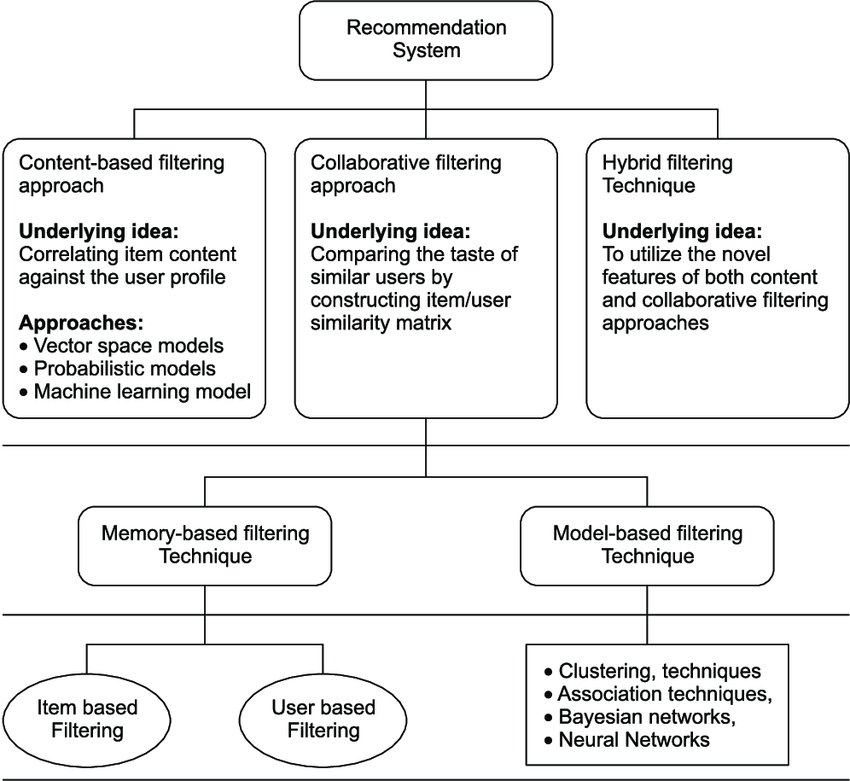 Recommendation
System
Content-based filtering
approach
Underlying idea:
Correlating item content
against the user profile
Approaches:
• Vector space models
• Probabilistic models
• Machine learning model
Collaborative filtering
approach
Underlying idea:
Comparing the taste of
similar users by
constructing item/user
similarity matrix
Hybrid filtering
Technique
Underlying idea:
To utilize the novel
features of both content
and collaborative filtering
approaches
Memory-based filtering
Technique
Model-based filtering
Technique
Item based
Filtering
User based
Filtering
• Clustering, techniques
• Association techniques,
• Bayesian networks,
• Neural Networks